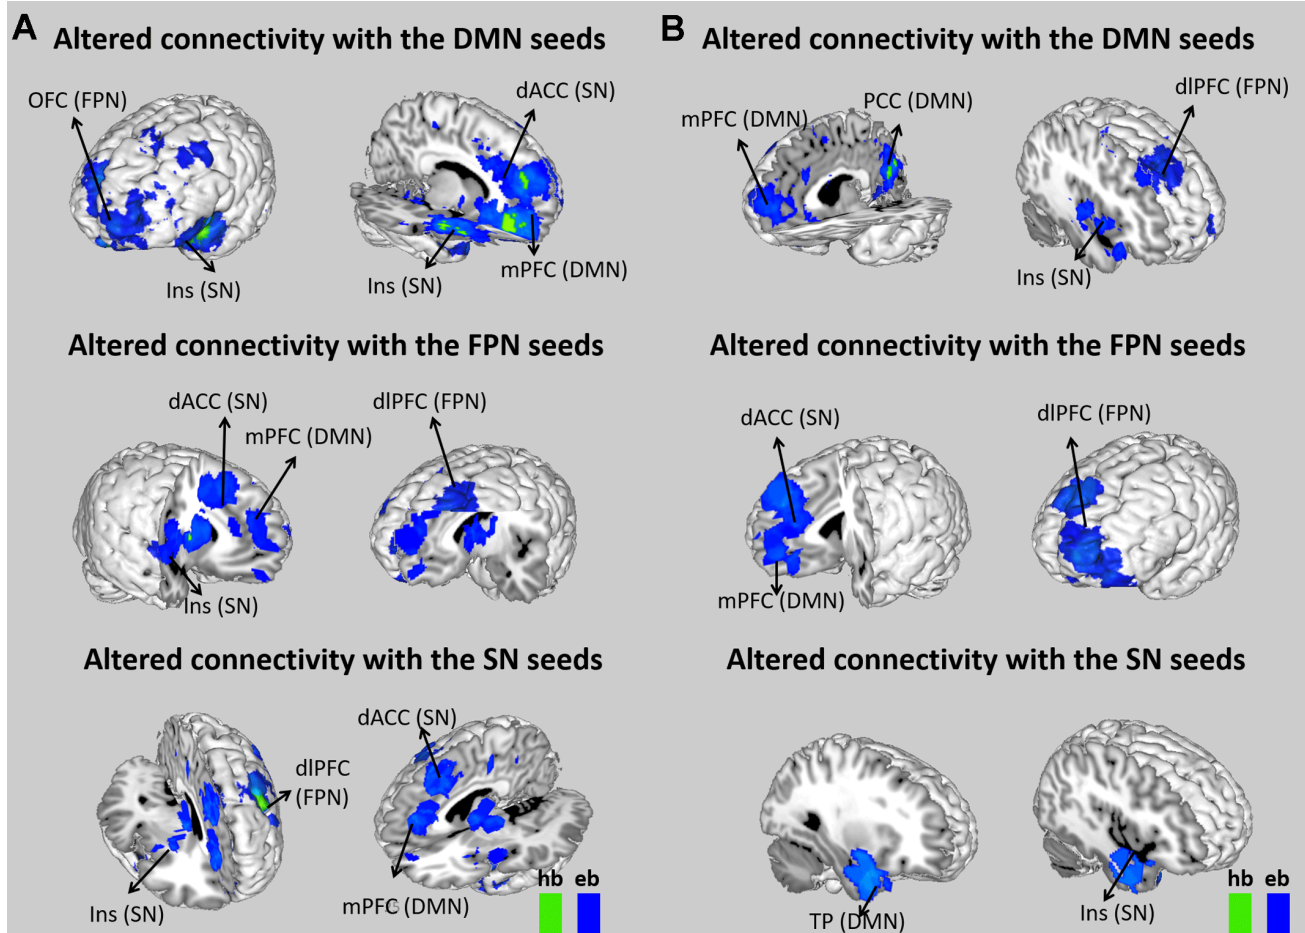 A
Altered connectivity with the DMN seeds
OFC (FPN)
dACC (SN)
Ins (SN)
Ins (SN)
mPFC (DMN)
Altered connectivity with the FPN seeds
dACC (SN)
mPFC (DMN)
dlPFC (FPN)
Ins (SN)
Altered connectivity with the SN seeds
dACC (SN)
dlPFC
(FPN)
Ins (SN)
mPFC (DMN)
hb eb
B
Altered connectivity with the DMN seeds
mPFC (DMN)
PCC (DMN)
dlPFC (FPN)
Ins (SN)
Altered connectivity with the FPN seeds
dACC (SN)
dlPFC (FPN)
mPFC (DMN)
Altered connectivity with the SN seeds
TP (DMN)
Ins (SN)
hb eb